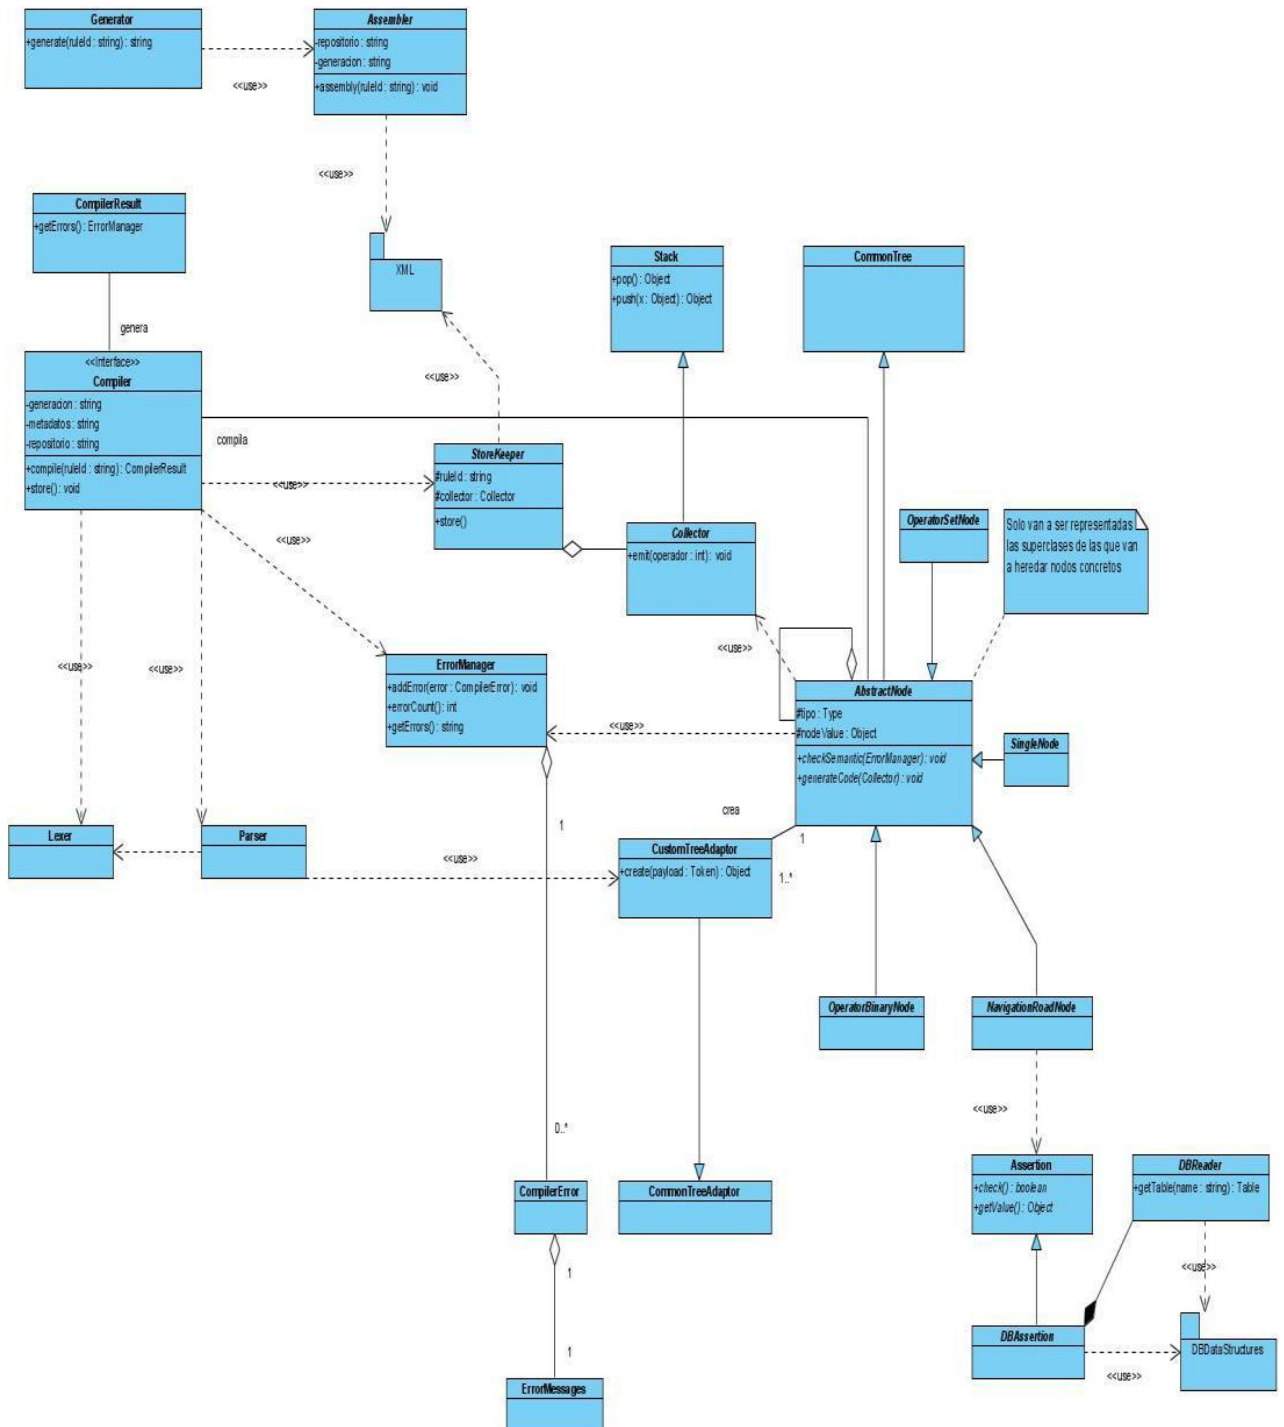 Generator
+generate(ruleId : string) : string
<<use>>
Assembler
-repositorio : string
-generacion : string
+assembly(ruleId : string) : void
<<use>>
CompilerResult
+getErrors() : ErrorManager
XML
Stack
+pop() : Object
+push(x : Object) : Object
CommonTree
genera
<<Interface>>
Compiler
-generacion : string
-metadatos : string
-repositorio : string
+compile(ruleId : string) : CompilerResult
+store() : void
<<use>>
compila
StoreKeeper
#ruleId : string
#collector : Collector
+store()
<<use>>
<<use>>
Collector
+emit(operador : int) : void
OperatorSetNode
Solo van a ser representadas
las superclases de las que van
a heredar nodos concretos
<<use>>
<<use>>
<<use>>
ErrorManager
+addError(error : CompilerError) : void
+errorCount() : int
+getErrors() : string
<<use>>
AbstractNode
#tipo : Type
#nodeValue : Object
+checkSemantic(ErrorManager) : void
+generateCode(Collector) : void
SingleNode
crea
1
1
Lexer
Parser
<<use>>
CustomTreeAdaptor
+create(payload : Token) : Object
1..*
OperatorBinaryNode
NavigationRoadNode
<<use>>
0..*
CompilerError
CommonTreeAdaptor
Assertion
+check() : boolean
+getValue() : Object
DBReader
+getTable(name : string) : Table
<<use>>
1
DBAssertion
DBDataStructures
<<use>>
1
ErrorMessages